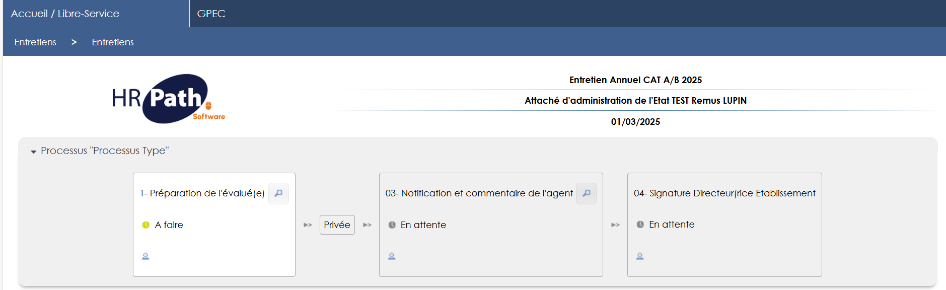 Accueil / Libre-Service
GPEC
Entretiens > Entretiens
HR Path Software
Entretien Annuel CAT A/B 2025
Attaché d'administration de l'Etat TEST Remus LUPIN
01/03/2025
Processus "Processus Type"
1- Préparation de l'évalué(e)
A faire
Privée
03- Notification et commentaire de l'agent
En attente
04- Signature Directeur(rice Etablissement
En attente